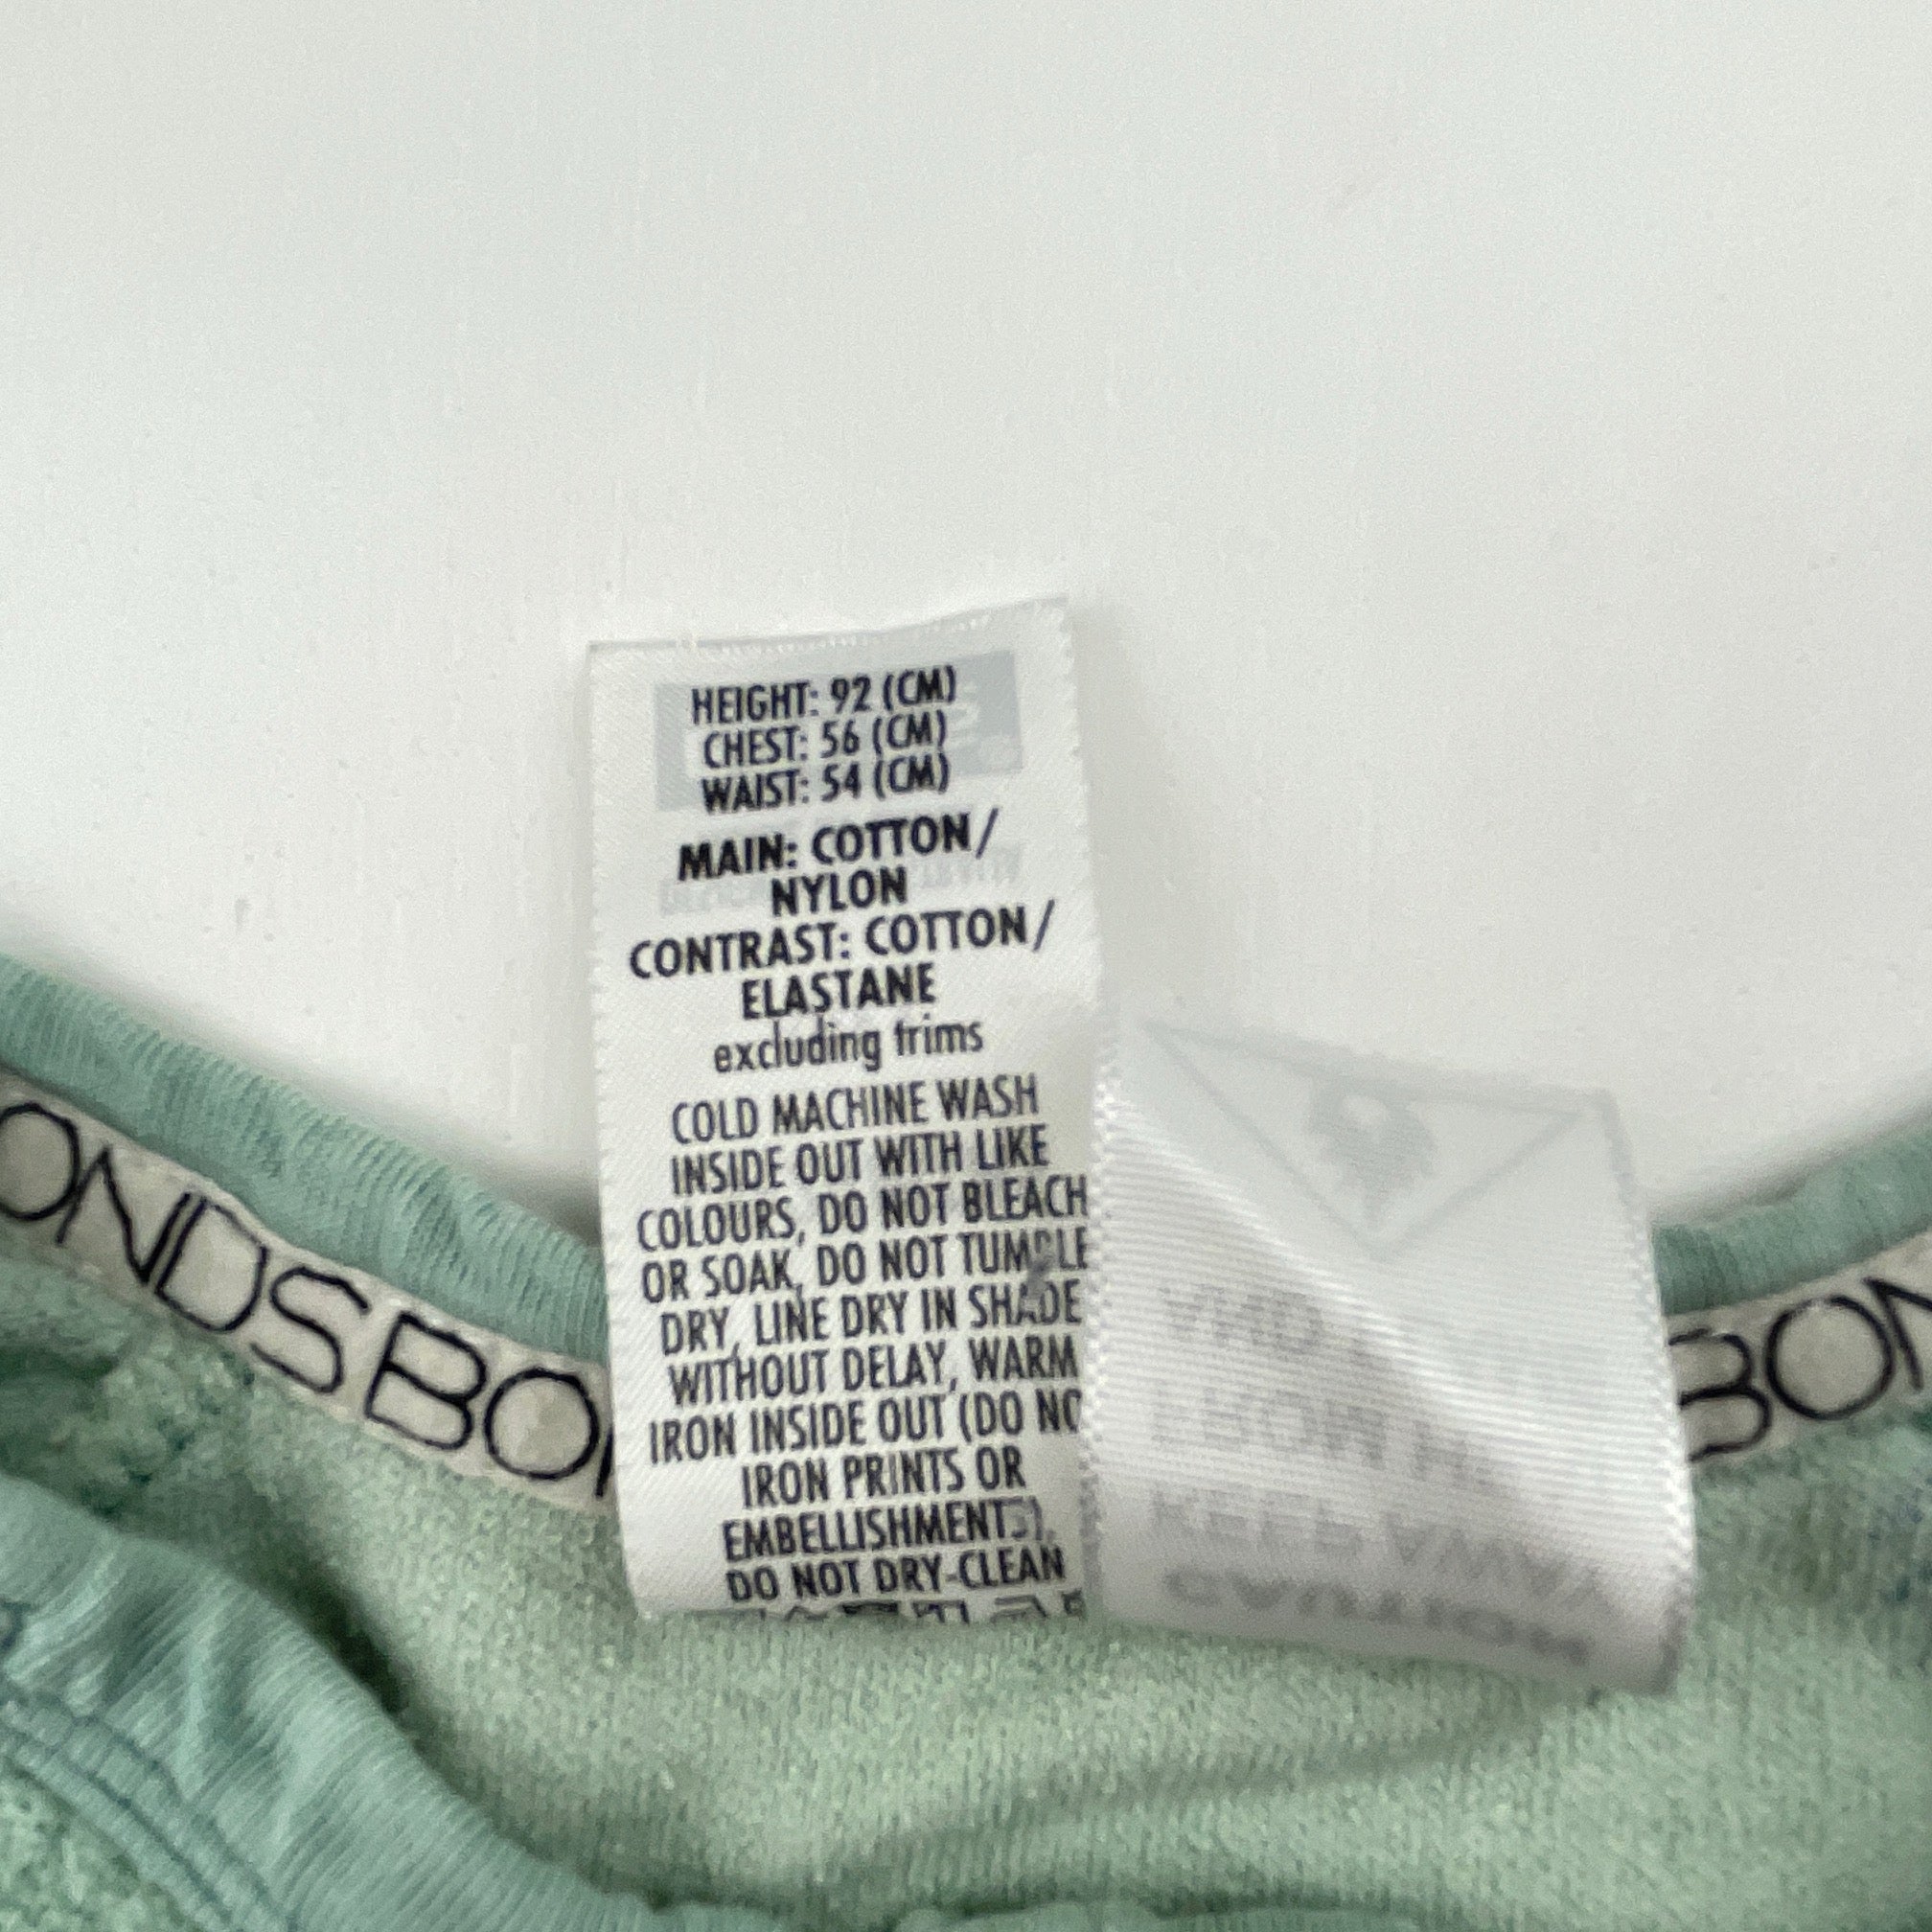 HEIGHT: 92 (CM)
CHEST: 56 (CM)
WAIST: 54 (CM)
MAIN: COTTON/
NYLON
CONTRAST: COTTON/
ELASTANE
excluding trims
COLD MACHINE WASH
INSIDE OUT WITH LIKE
COLOURS, DO NOT BLEACH
OR SOAK, DO NOT TUMBLE
DRY, LINE DRY IN SHADE
WITHOUT DELAY, WARM
IRON INSIDE OUT (DO NO
IRON PRINTS OR
EMBELLISHMENTS),
DO NOT DRY-CLEAN
ONDS BON
BON